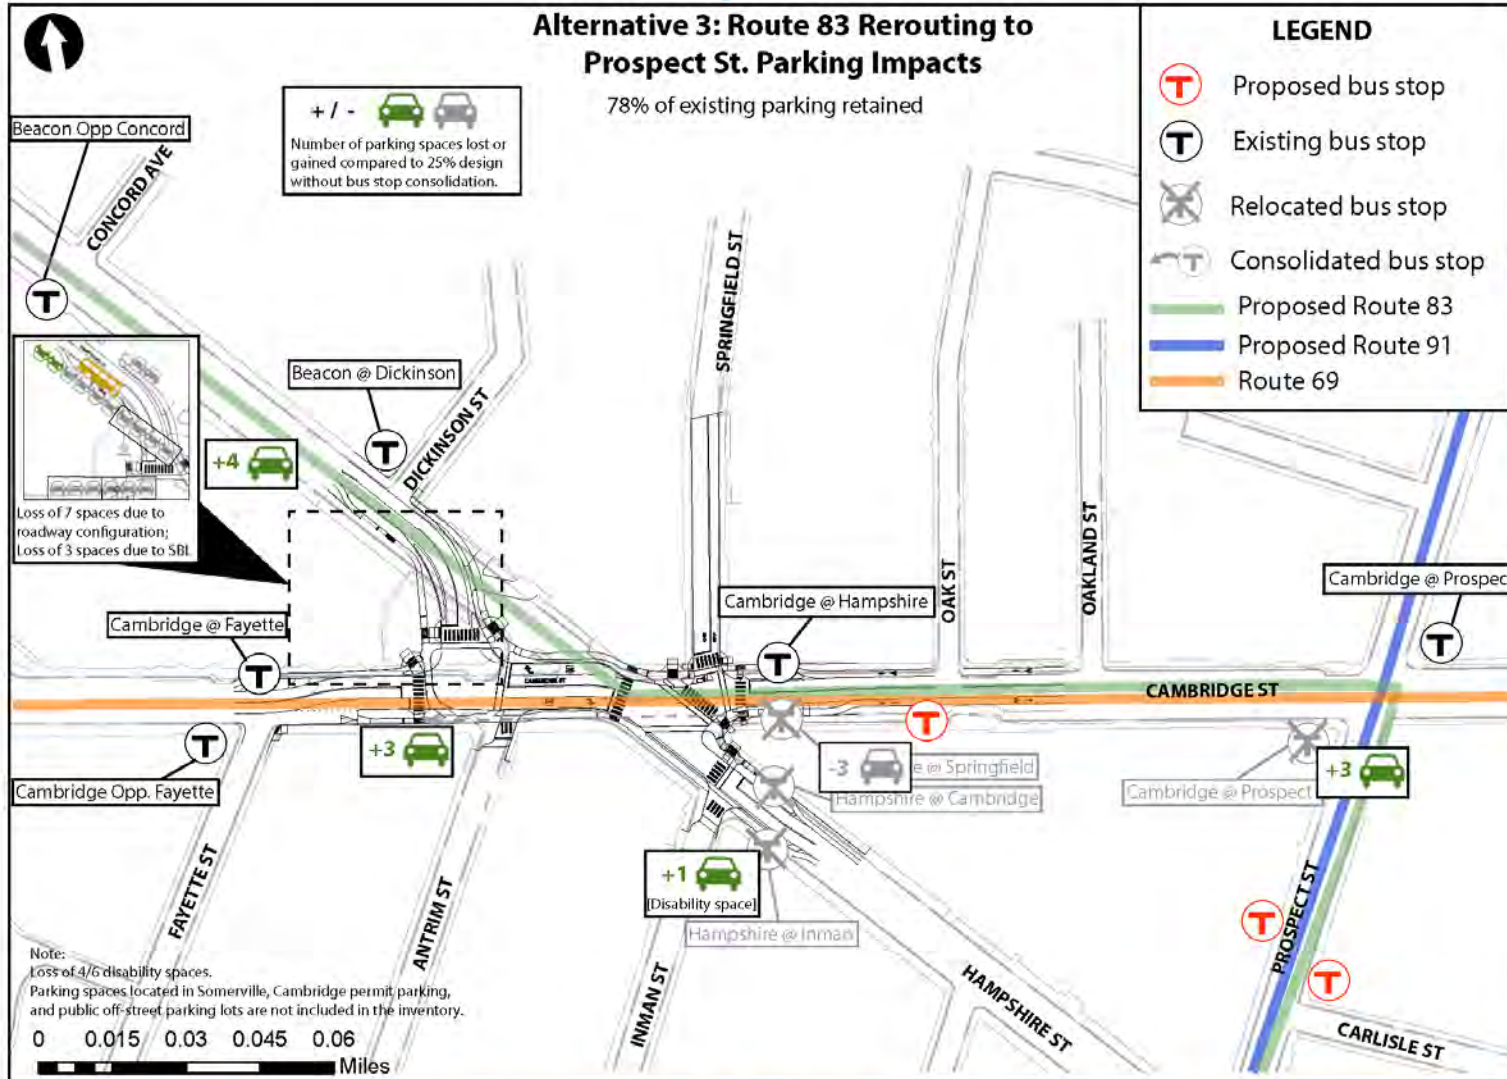 Alternative 3: Route 83 Rerouting to
Prospect St. Parking Impacts
78% of existing parking retained
+ / -
Number of parking spaces lost or
gained compared to 25% design
without bus stop consolidation.
LEGEND
T Proposed bus stop
T Existing bus stop
Relocated bus stop
T Consolidated bus stop
Proposed Route 83
Proposed Route 91
Route 69
Beacon Opp Concord
CONCORD AVE
T
Beacon @ Dickinson
T
DICKINSON ST
SPRINGFIELD ST
+4
Loss of 7 spaces due to
roadway configuration;
Loss of 3 spaces due to SBL
OAK ST
OAKLAND ST
Cambridge @ Fayette
T
Cambridge @ Hampshire
T
Cambridge @ Prospec
T
CAMBRIDGE ST
CAMBRIDGE ST
T
Cambridge Opp. Fayette
+3
T
-3
e @ Springfield
Hampshire @ Cambridge
Cambridge @ Prospect
+3
+1
[Disability space]
Hampshire @ Inman
FAYETTE ST
ANTRIM ST
INMAN ST
HAMPSHIRE ST
PROSPECT ST
T
T
CARLISLE ST
Note:
Loss of 4/6 disability spaces.
Parking spaces located in Somerville, Cambridge permit parking,
and public off-street parking lots are not included in the inventory.
0 0.015 0.03 0.045 0.06
Miles